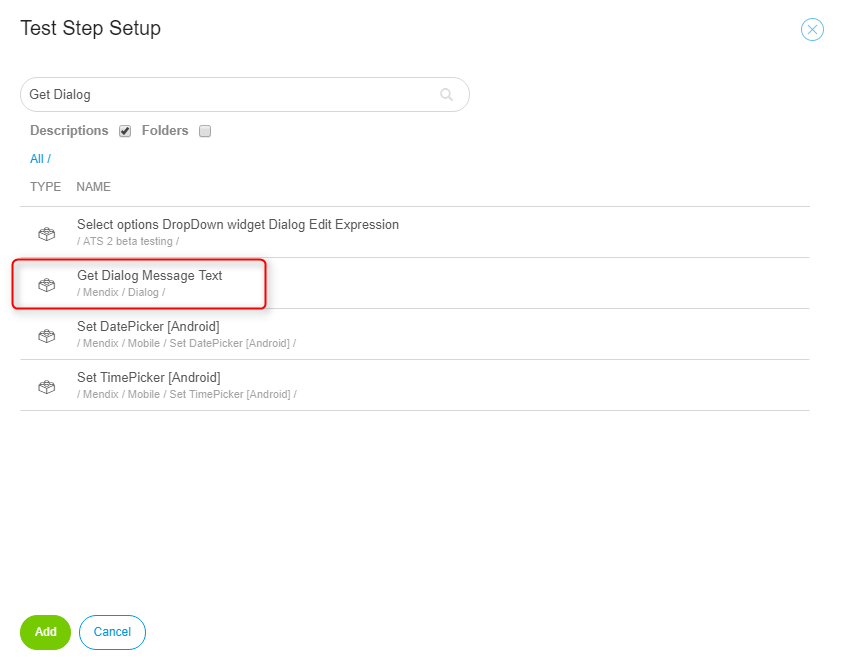 Test Step Setup
Get Dialog
Descriptions Folders
All /
TYPE NAME
Select options DropDown widget Dialog Edit Expression
/ ATS 2 beta testing /
Get Dialog Message Text
/ Mendix / Dialog /
Set DatePicker [Android]
/ Mendix / Mobile / Set DatePicker [Android] /
Set TimePicker [Android]
/ Mendix / Mobile / Set TimePicker [Android] /
Add Cancel